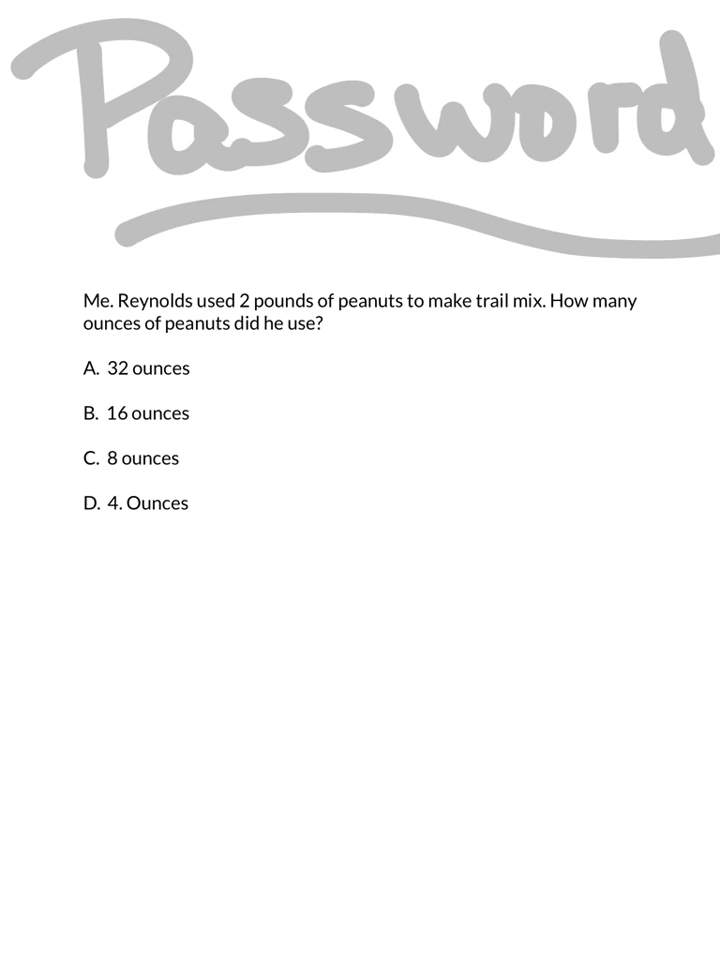 Password
Me. Reynolds used 2 pounds of peanuts to make trail mix. How many
ounces of peanuts did he use?
A. 32 ounces
B. 16 ounces
C. 8 ounces
D. 4. Ounces